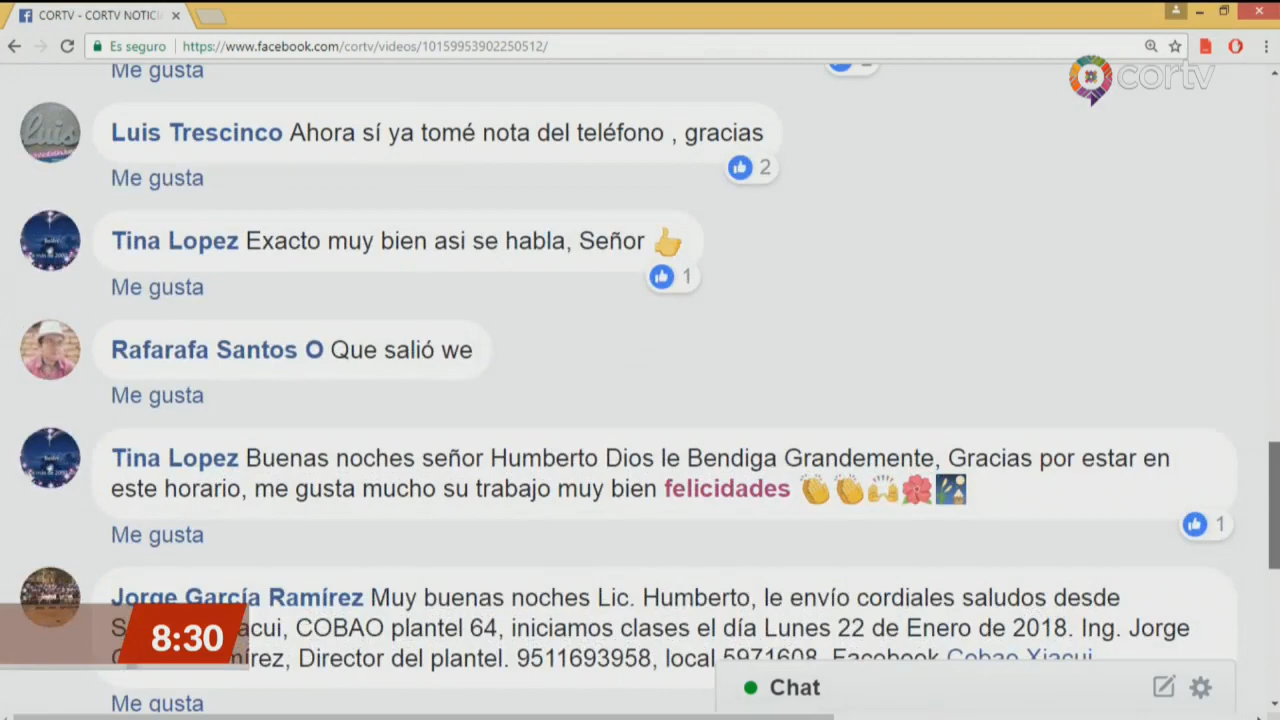 CORTV - CORTV NOTICI
Es seguro
https://www.facebook.com/cortv/videos/10159953902250512/
cortv
Me gusta
Luis Trescinco Ahora sí ya tomé nota del teléfono , gracias
2
Me gusta
Tina Lopez Exacto muy bien asi se habla, Señor
1
Me gusta
Rafarafa Santos O Que salió we
Me gusta
Tina Lopez Buenas noches señor Humberto Dios le Bendiga Grandemente, Gracias por estar en
este horario, me gusta mucho su trabajo muy bien felicidades
1
Me gusta
Jorge García Ramírez Muy buenas noches Lic. Humberto, le envío cordiales saludos desde
COBAO plantel 64, iniciamos clases el día Lunes 22 de Enero de 2018. Ing. Jorge
Director del plantel. 9511693958, local 5971608. Facebook Cobao Xiacui
8:30
Chat
Me gusta